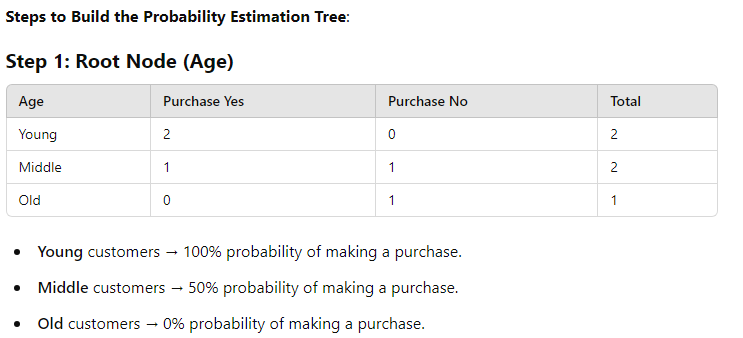 Steps to Build the Probability Estimation Tree:
Step 1: Root Node (Age)
Age Purchase Yes Purchase No Total
Young 2 0 2
Middle 1 1 2
Old 0 1 1
• Young customers → 100% probability of making a purchase.
• Middle customers → 50% probability of making a purchase.
• Old customers → 0% probability of making a purchase.